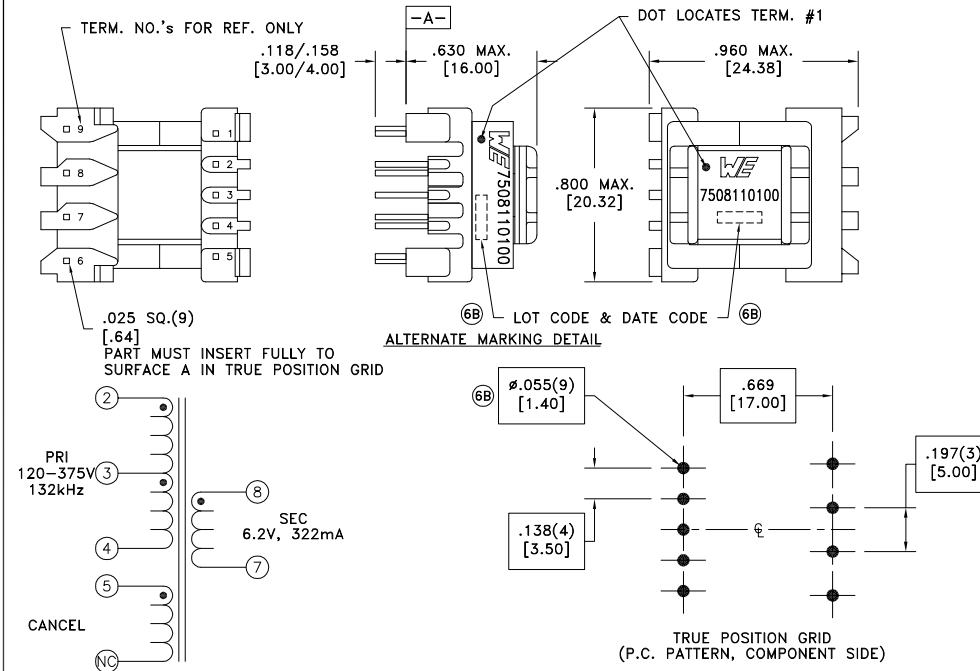 TERM. NO.'s FOR REF. ONLY
-A-
DOT LOCATES TERM. #1
.118/.158
[3.00/4.00]
.630 MAX.
[16.00]
.960 MAX.
[24.38]
9
8
7
6
1
2
3
4
5
WE 7508110100
.800 MAX.
[20.32]
WE
7508110100
.025 SQ.(9)
[.64]
PART MUST INSERT FULLY TO
SURFACE A IN TRUE POSITION GRID
6B LOT CODE & DATE CODE 6B
ALTERNATE MARKING DETAIL
2
PRI
120-375V
132kHz
3
4
5
CANCEL
NC
8
SEC
6.2V, 322mA
7
6B
ø.055(9)
[1.40]
.669
[17.00]
.197(3)
[5.00]
.138(4)
[3.50]
℄
TRUE POSITION GRID
(P.C. PATTERN, COMPONENT SIDE)